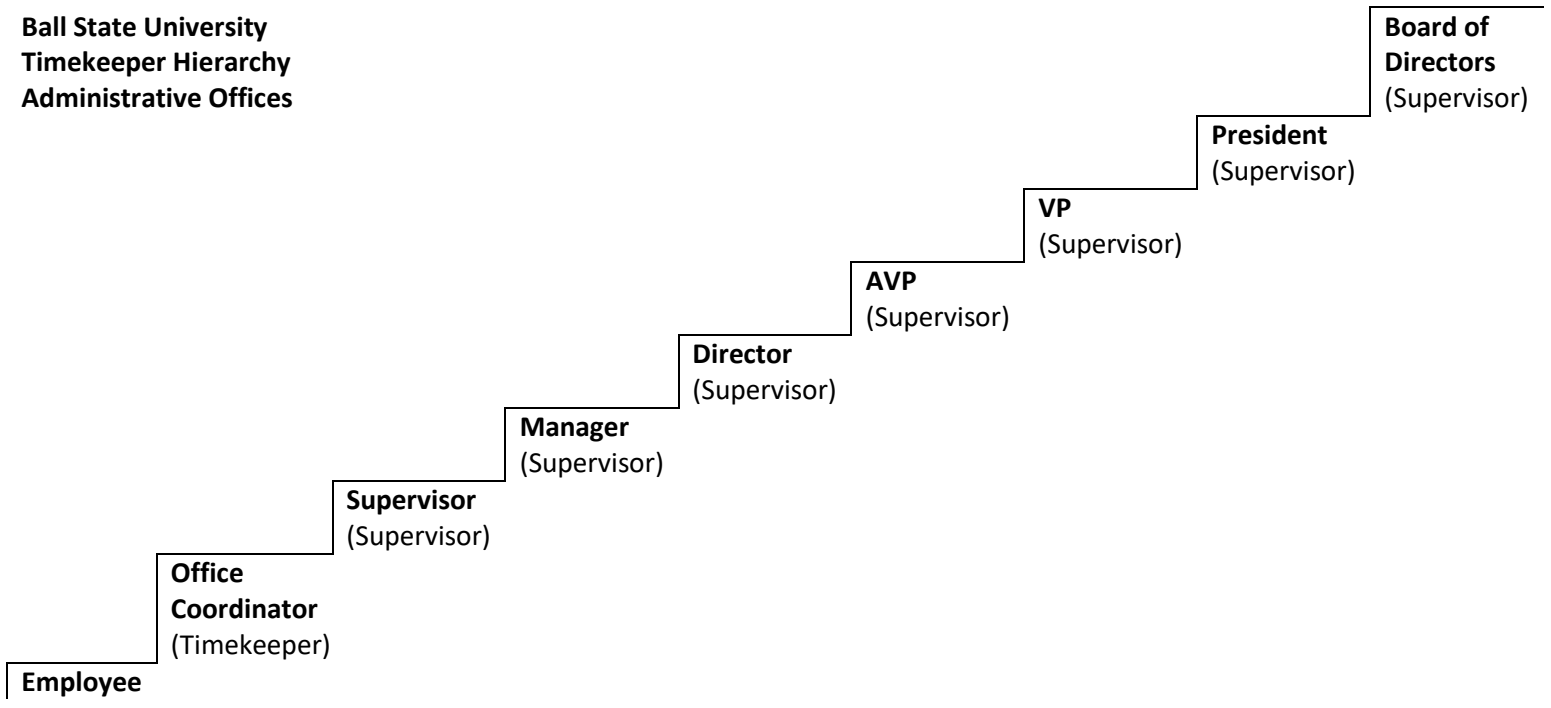 Ball State University
Timekeeper Hierarchy
Administrative Offices
Board of
Directors
(Supervisor)
President
(Supervisor)
VP
(Supervisor)
AVP
(Supervisor)
Director
(Supervisor)
Manager
(Supervisor)
Supervisor
(Supervisor)
Office
Coordinator
(Timekeeper)
Employee